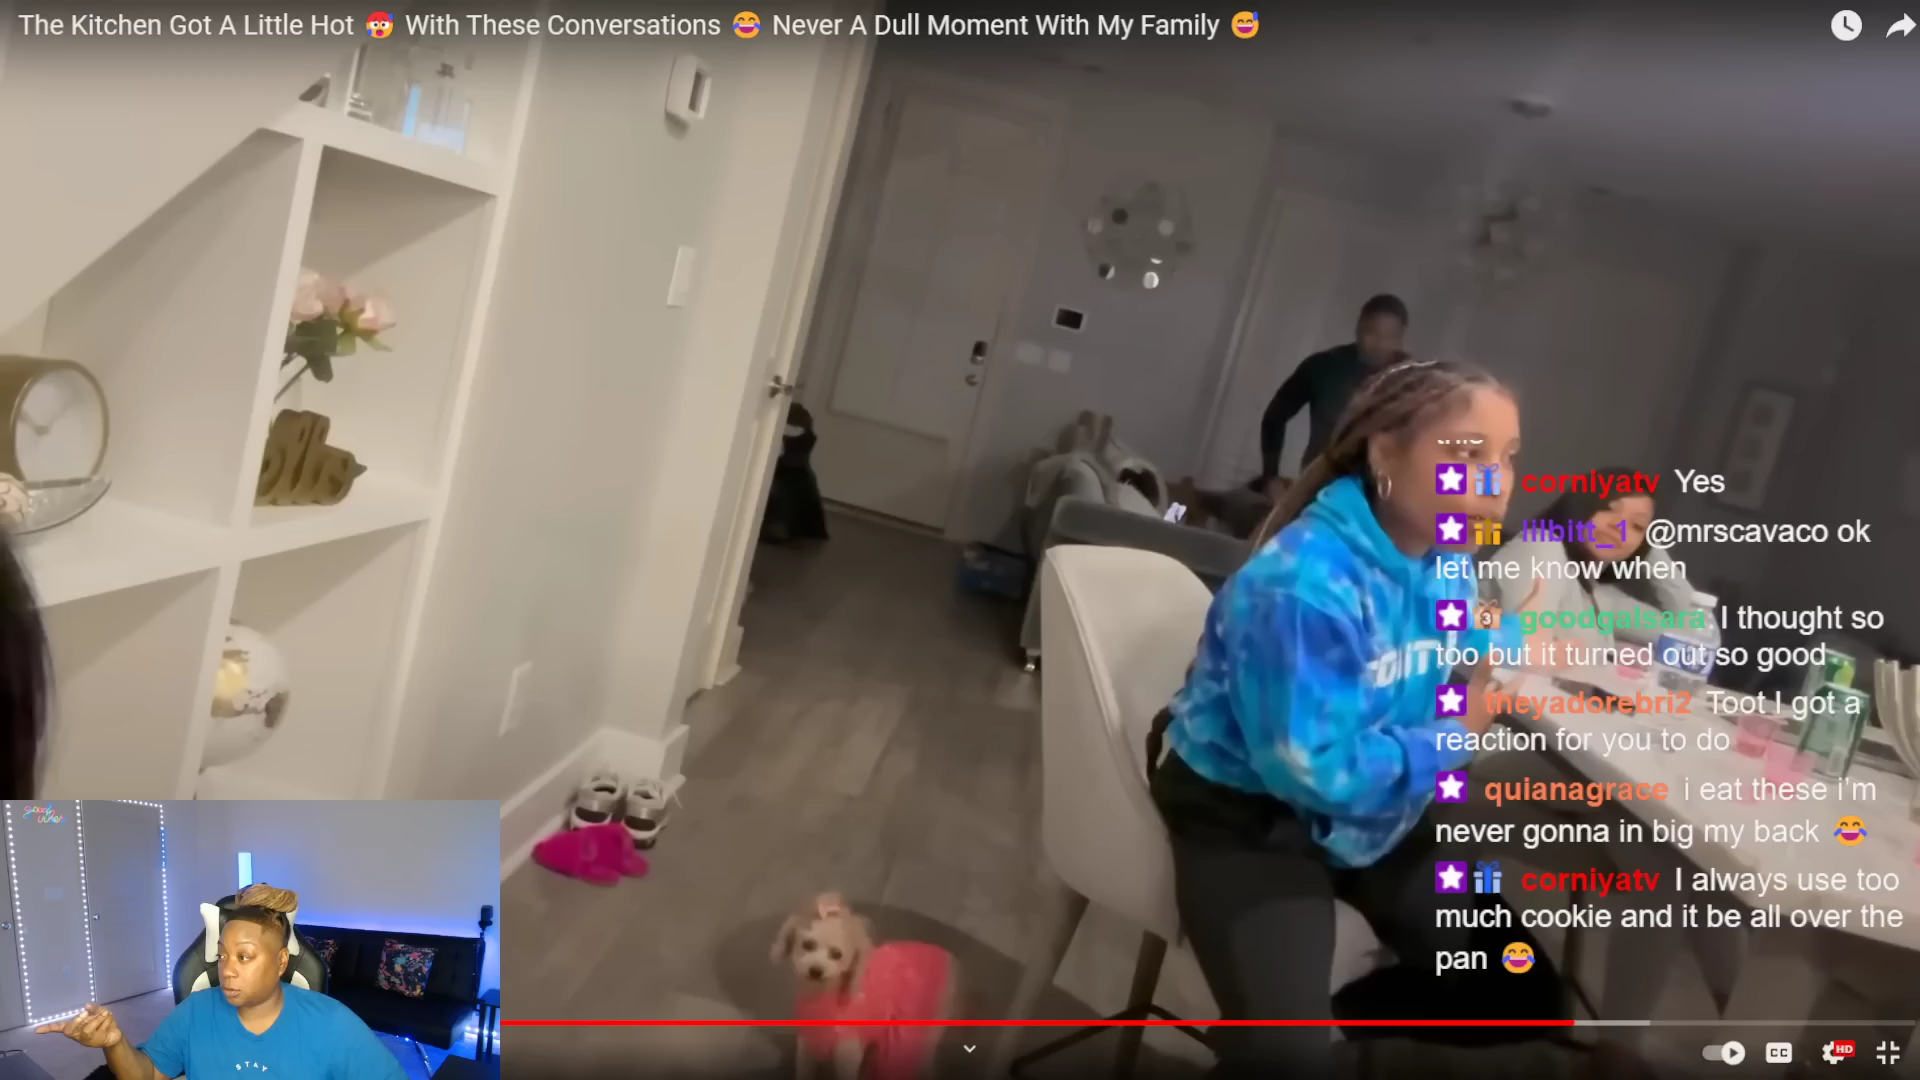 The Kitchen Got A Little Hot 🥵 With These Conversations 😂 Never A Dull Moment With My Family 😅
corniyatv Yes
lilbitt_1 @mrscavaco ok
let me know when
goodgalsara I thought so
too but it turned out so good
theyadorebri2 Toot I got a
reaction for you to do
quianagrace i eat these i'm
never gonna in big my back 😂
corniyatv I always use too
much cookie and it be all over the
pan 😂
STAY
CC
HD